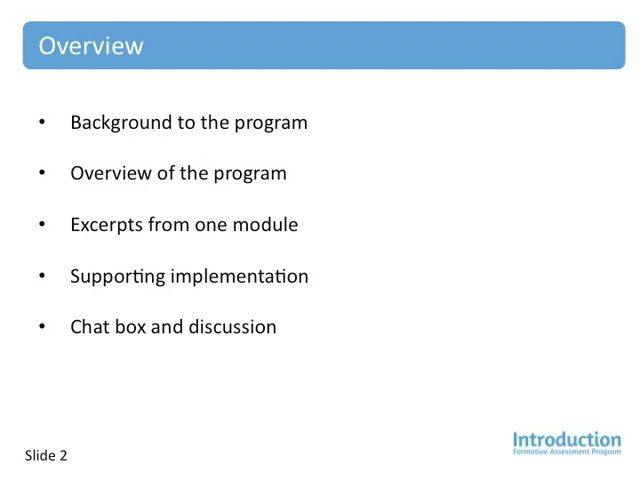 Overview
• Background to the program
• Overview of the program
• Excerpts from one module
• Supporting implementation
• Chat box and discussion
Introduction
Formative Assessment Program
Slide 2